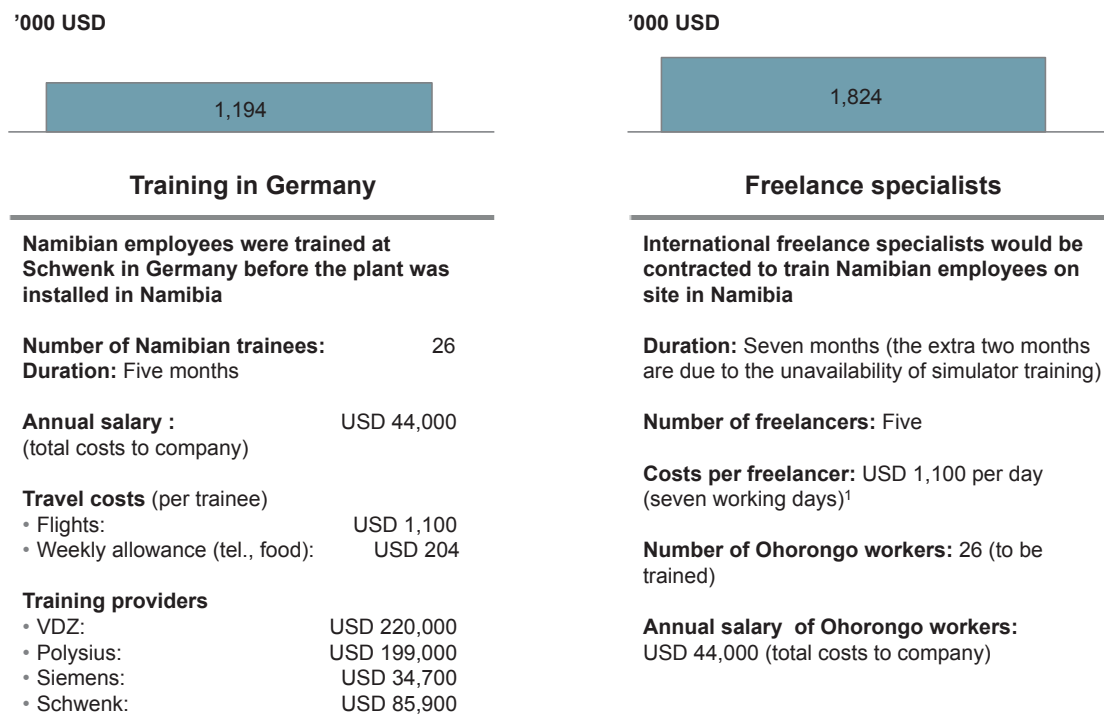 ’000 USD
1,194
Training in Germany
Namibian employees were trained at
Schwenk in Germany before the plant was
installed in Namibia
Number of Namibian trainees: 26
Duration: Five months
Annual salary : USD 44,000
(total costs to company)
Travel costs (per trainee)
• Flights: USD 1,100
• Weekly allowance (tel., food): USD 204
Training providers
• VDZ: USD 220,000
• Polysius: USD 199,000
• Siemens: USD 34,700
• Schwenk: USD 85,900
’000 USD
1,824
Freelance specialists
International freelance specialists would be
contracted to train Namibian employees on
site in Namibia
Duration: Seven months (the extra two months
are due to the unavailability of simulator training)
Number of freelancers: Five
Costs per freelancer: USD 1,100 per day
(seven working days)¹
Number of Ohorongo workers: 26 (to be
trained)
Annual salary of Ohorongo workers:
USD 44,000 (total costs to company)